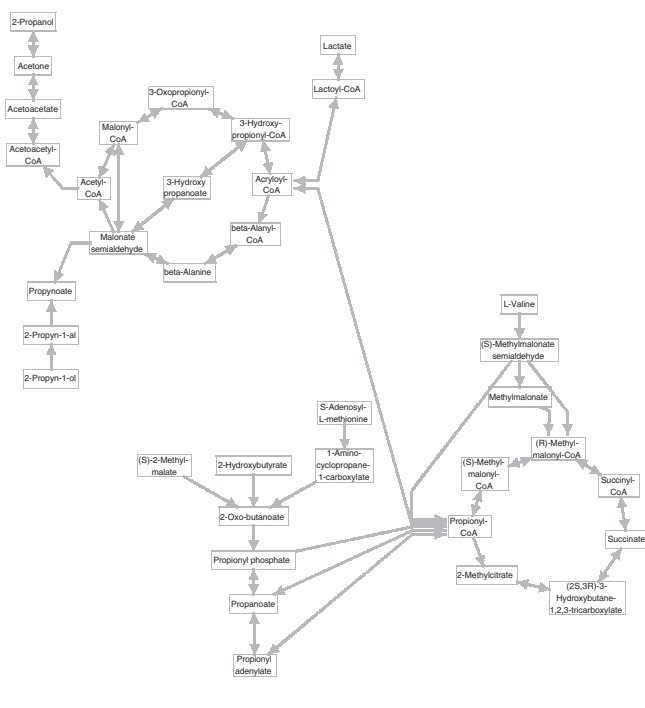 2-Propanol
Acetone
Acetoacetate
Acetoacetyl-
CoA
Acetyl-
CoA
Malonyl-
CoA
3-Oxopropionyl-
CoA
3-Hydroxy-
propionyl-CoA
3-Hydroxy
propanoate
Acryloyl-
CoA
beta-Alanyl-
CoA
beta-Alanine
Malonate
semialdehyde
Propynoate
2-Propyn-1-al
2-Propyn-1-ol
Lactate
Lactoyl-CoA
L-Valine
(S)-Methylmalonate
semialdehyde
Methylmalonate
(R)-Methyl-
malonyl-CoA
(S)-Methyl-
malonyl-
CoA
Succinyl-
CoA
Succinate
(2S,3R)-3-
Hydroxybutane-
1,2,3-tricarboxylate
2-Methylcitrate
Propionyl-
CoA
S-Adenosyl-
L-methionine
1-Amino-
cyclopropane-
1-carboxylate
2-Hydroxybutyrate
(S)-2-Methyl-
malate
2-Oxo-butanoate
Propionyl phosphate
Propanoate
Propionyl
adenylate